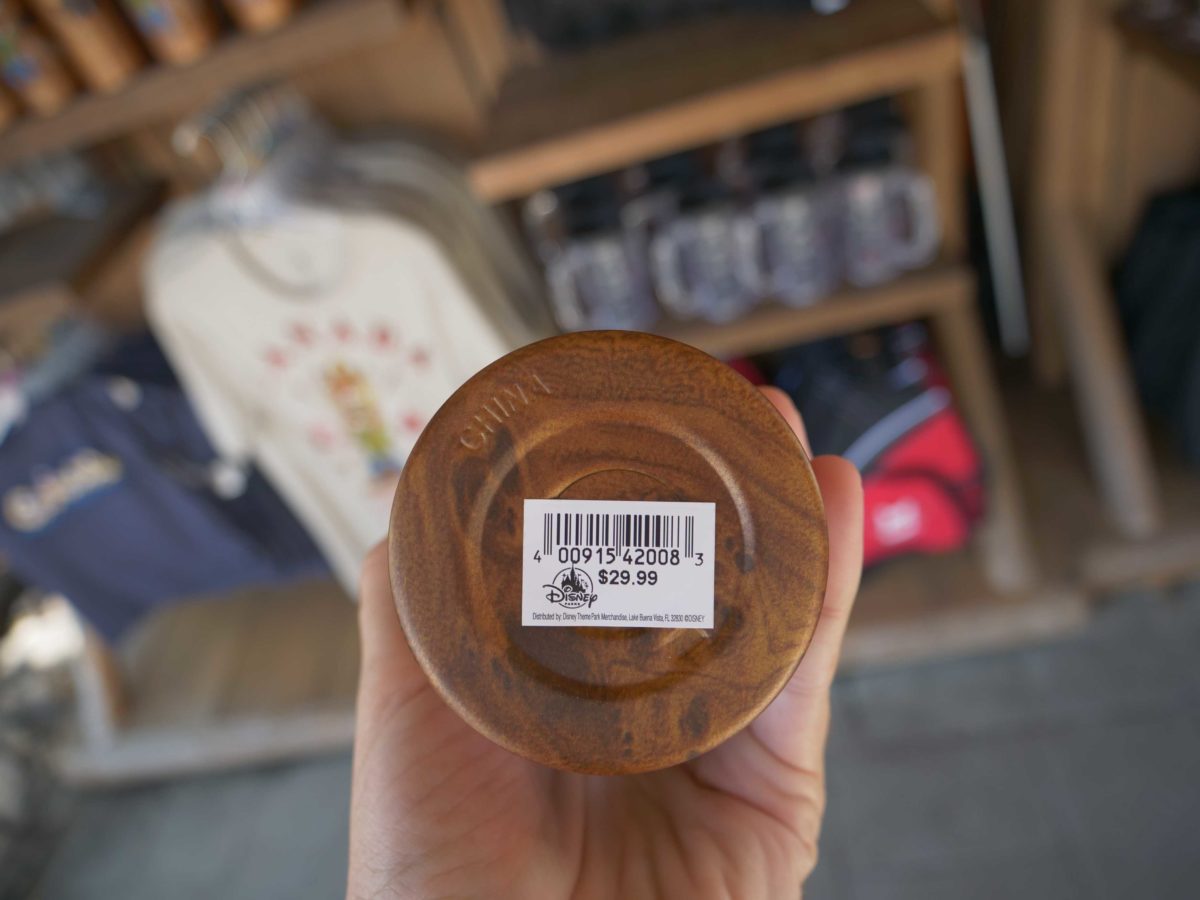 CHINA
4 00915 42008 3
Disney
PARKS
$29.99
Distributed by: Disney Theme Park Merchandise, Lake Buena Vista, FL 32830 ©DISNEY